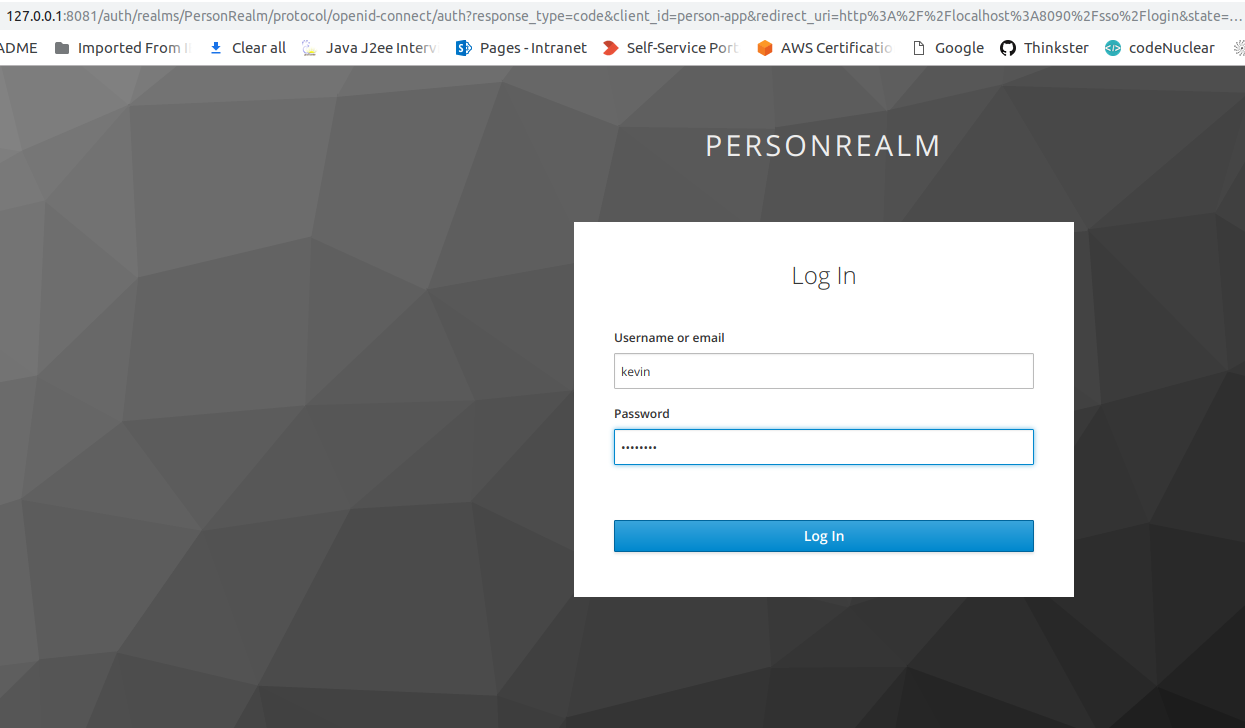 127.0.0.1:8081/auth/realms/PersonRealm/protocol/openid-connect/auth?response_type=code&client_id=person-app&redirect_uri=http%3A%2F%2Flocalhost%3A8090%2Fsso%2Flogin&state=...
ADME Imported From Clear all Java J2ee Interv Pages - Intranet Self-Service Port AWS Certificatio Google Thinkster codeNuclear
PERSONREALM
Log In
Username or email
kevin
Password
••••••••
Log In